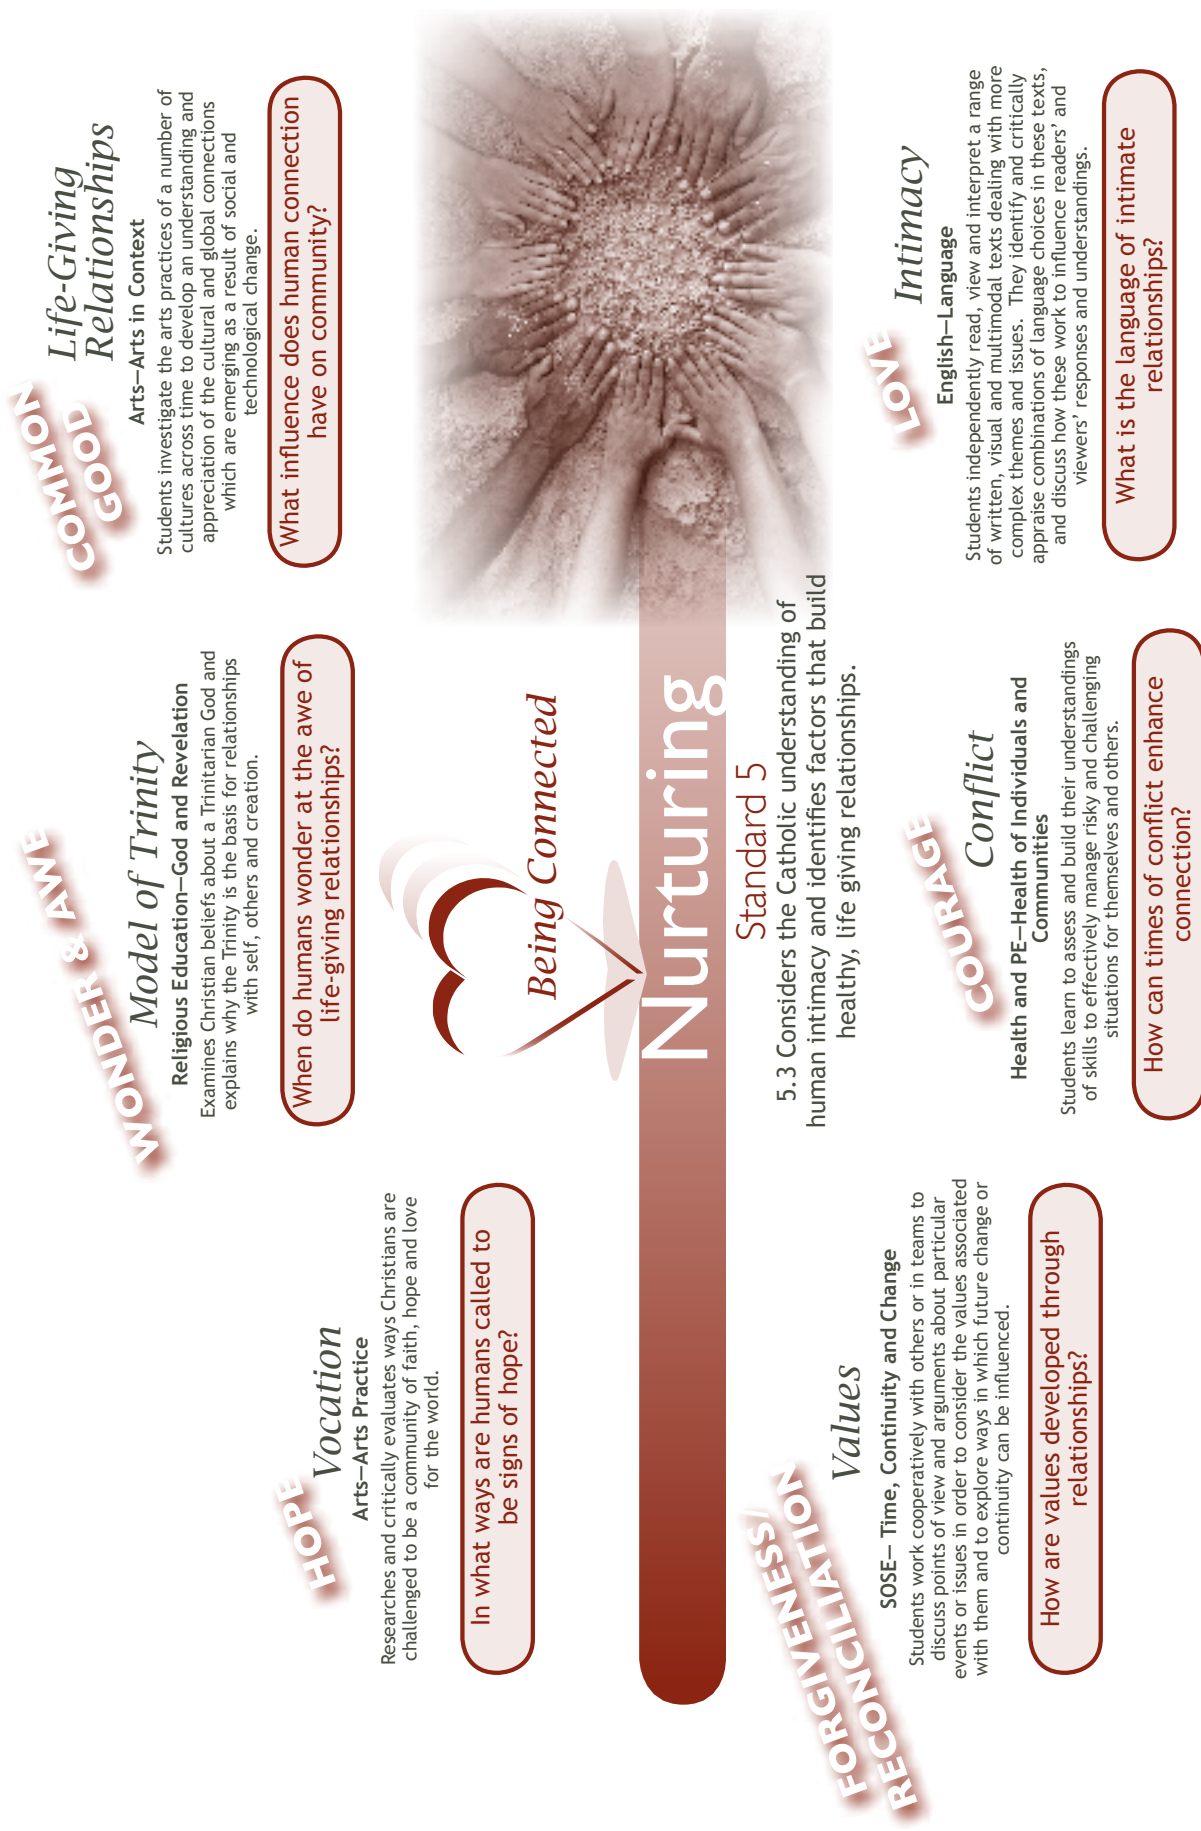 HOPE
Vocation
Arts—Arts Practice
Researches and critically evaluates ways Christians are
challenged to be a community of faith, hope and love
for the world.
In what ways are humans called to
be signs of hope?
WONDER & AWE
Model of Trinity
Religious Education—God and Revelation
Examines Christian beliefs about a Trinitarian God and
explains why the Trinity is the basis for relationships
with self, others and creation.
When do humans wonder at the awe of
life-giving relationships?
COMMON
GOOD
Life-Giving
Relationships
Arts—Arts in Context
Students investigate the arts practices of a number of
cultures across time to develop an understanding and
appreciation of the cultural and global connections
which are emerging as a result of social and
technological change.
What influence does human connection
have on community?
Being Connected
Nurturing
Standard 5
5.3 Considers the Catholic understanding of
human intimacy and identifies factors that build
healthy, life giving relationships.
FORGIVENESS/
RECONCILIATION
Values
SOSE— Time, Continuity and Change
Students work cooperatively with others or in teams to
discuss points of view and arguments about particular
events or issues in order to consider the values associated
with them and to explore ways in which future change or
continuity can be influenced.
How are values developed through
relationships?
COURAGE
Conflict
Health and PE—Health of Individuals and
Communities
Students learn to assess and build their understandings
of skills to effectively manage risky and challenging
situations for themselves and others.
How can times of conflict enhance
connection?
LOVE
Intimacy
English—Language
Students independently read, view and interpret a range
of written, visual and multimodal texts dealing with more
complex themes and issues.  They identify and critically
appraise combinations of language choices in these texts,
and discuss how these work to influence readers’ and
viewers’ responses and understandings.
What is the language of intimate
relationships?